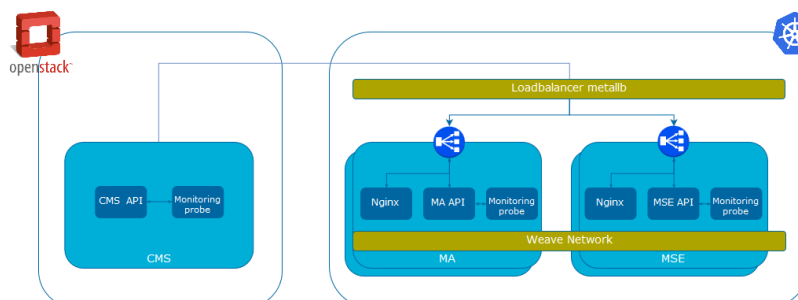 openstack
Loadbalancer metallb
CMS API
Monitoring
probe
CMS
Nginx
MA API
Monitoring
probe
Nginx
MSE API
Monitoring
probe
Weave Network
MA
MSE